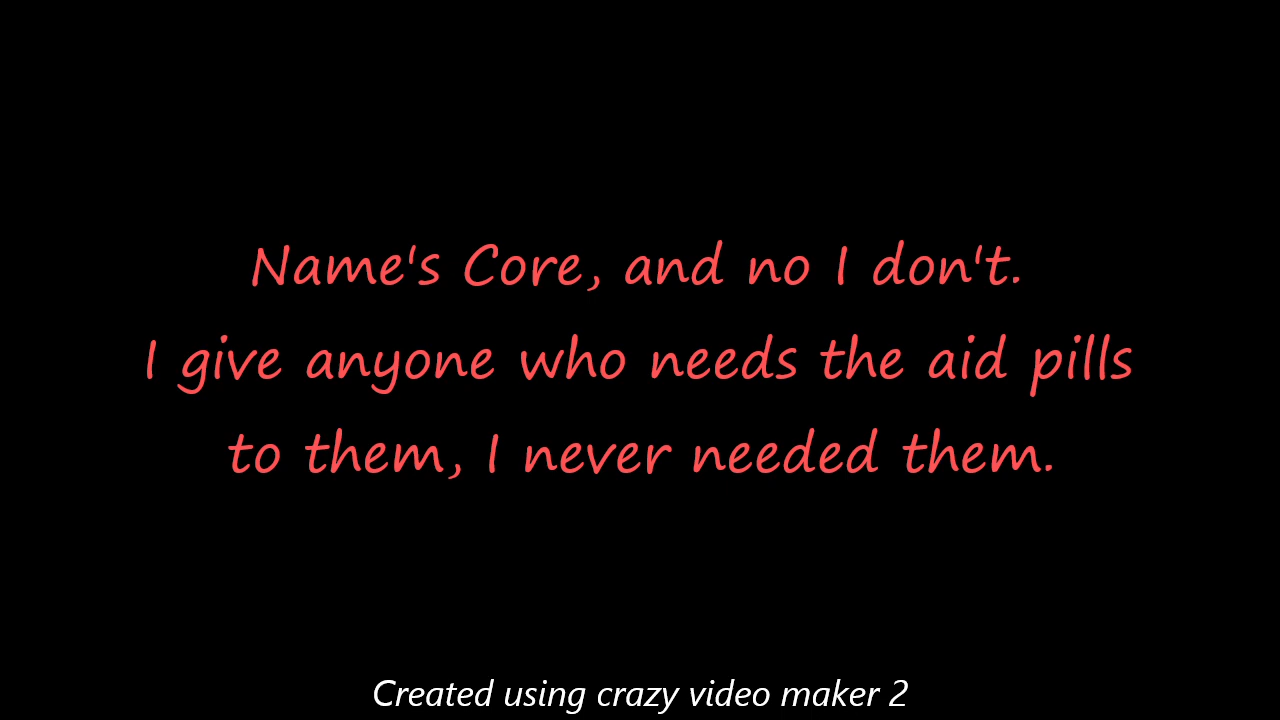 Name's Core, and no I don't.
I give anyone who needs the aid pills
to them, I never needed them.
Created using crazy video maker 2